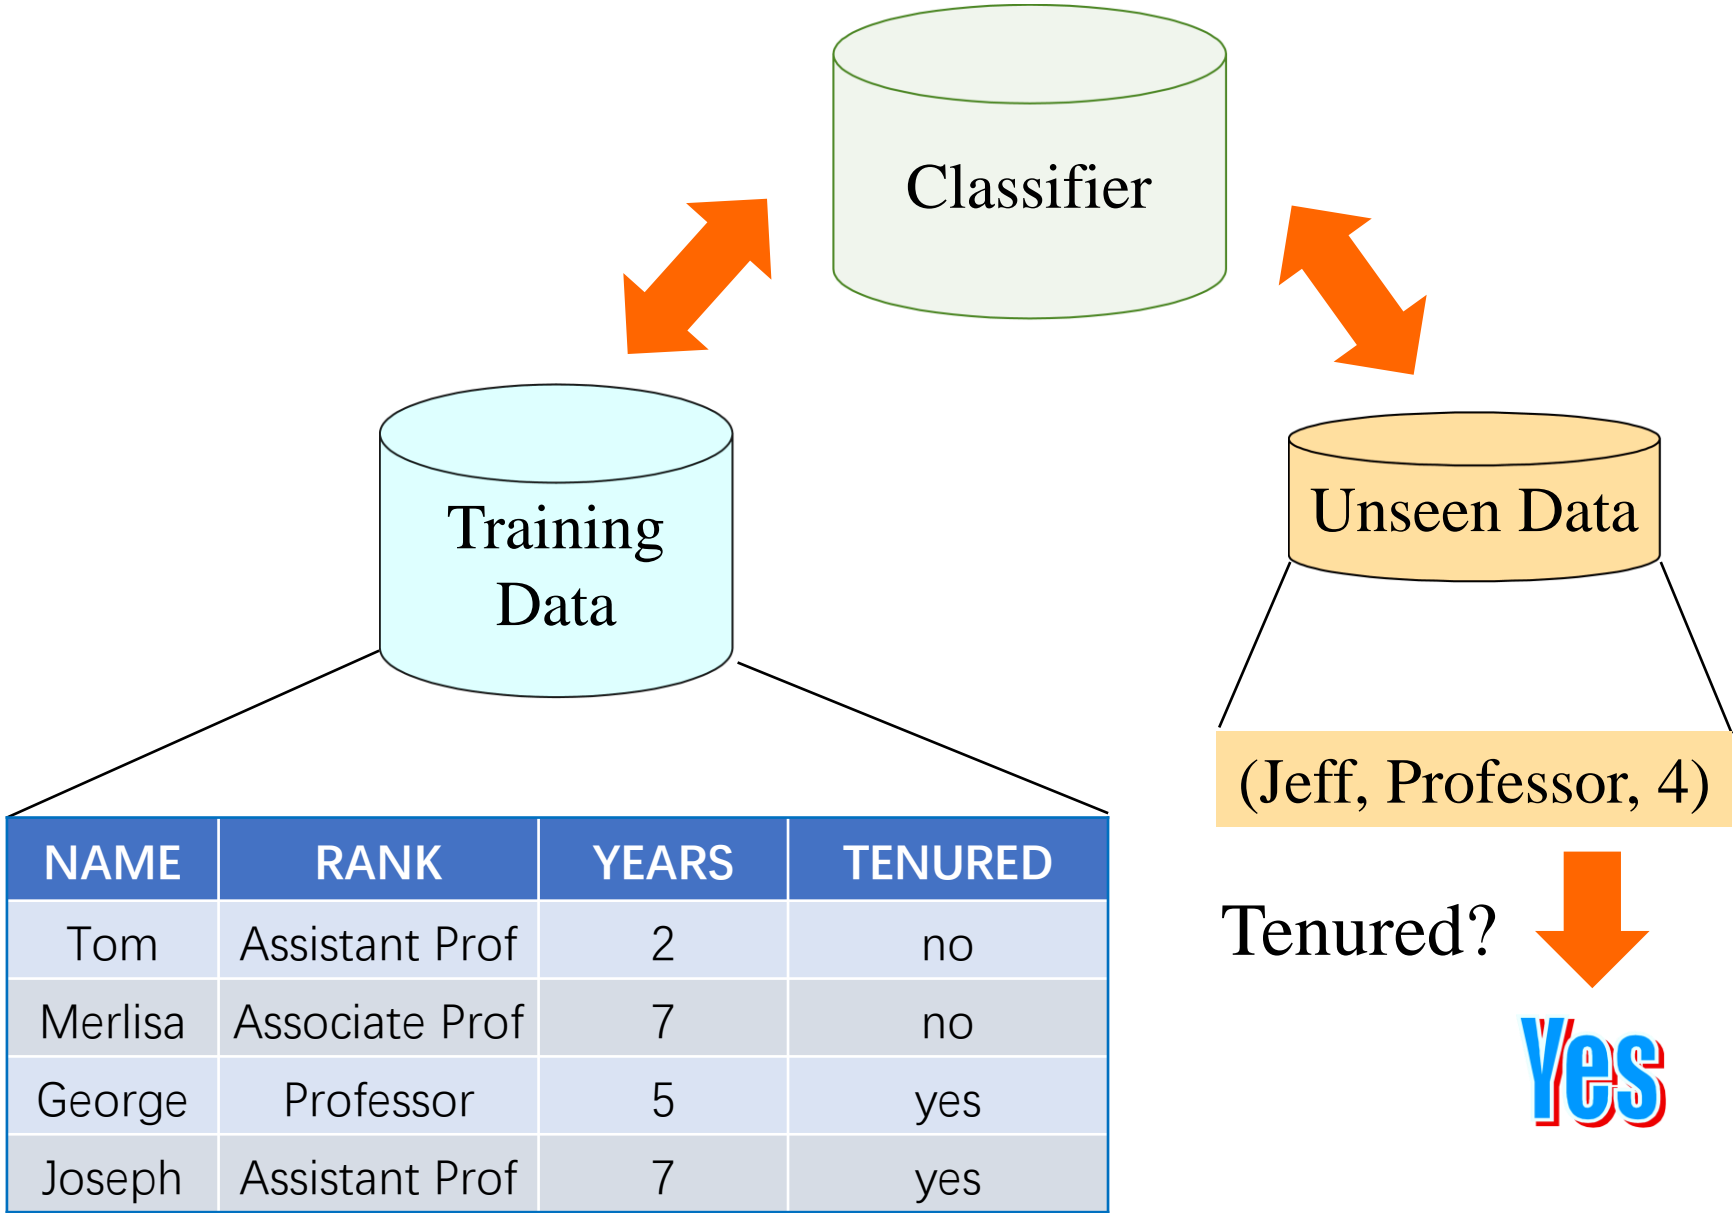 Classifier
Training
Data
Unseen Data
(Jeff, Professor, 4)
Tenured?
Yes
NAME RANK YEARS TENURED
Tom Assistant Prof 2 no
Merlisa Associate Prof 7 no
George Professor 5 yes
Joseph Assistant Prof 7 yes